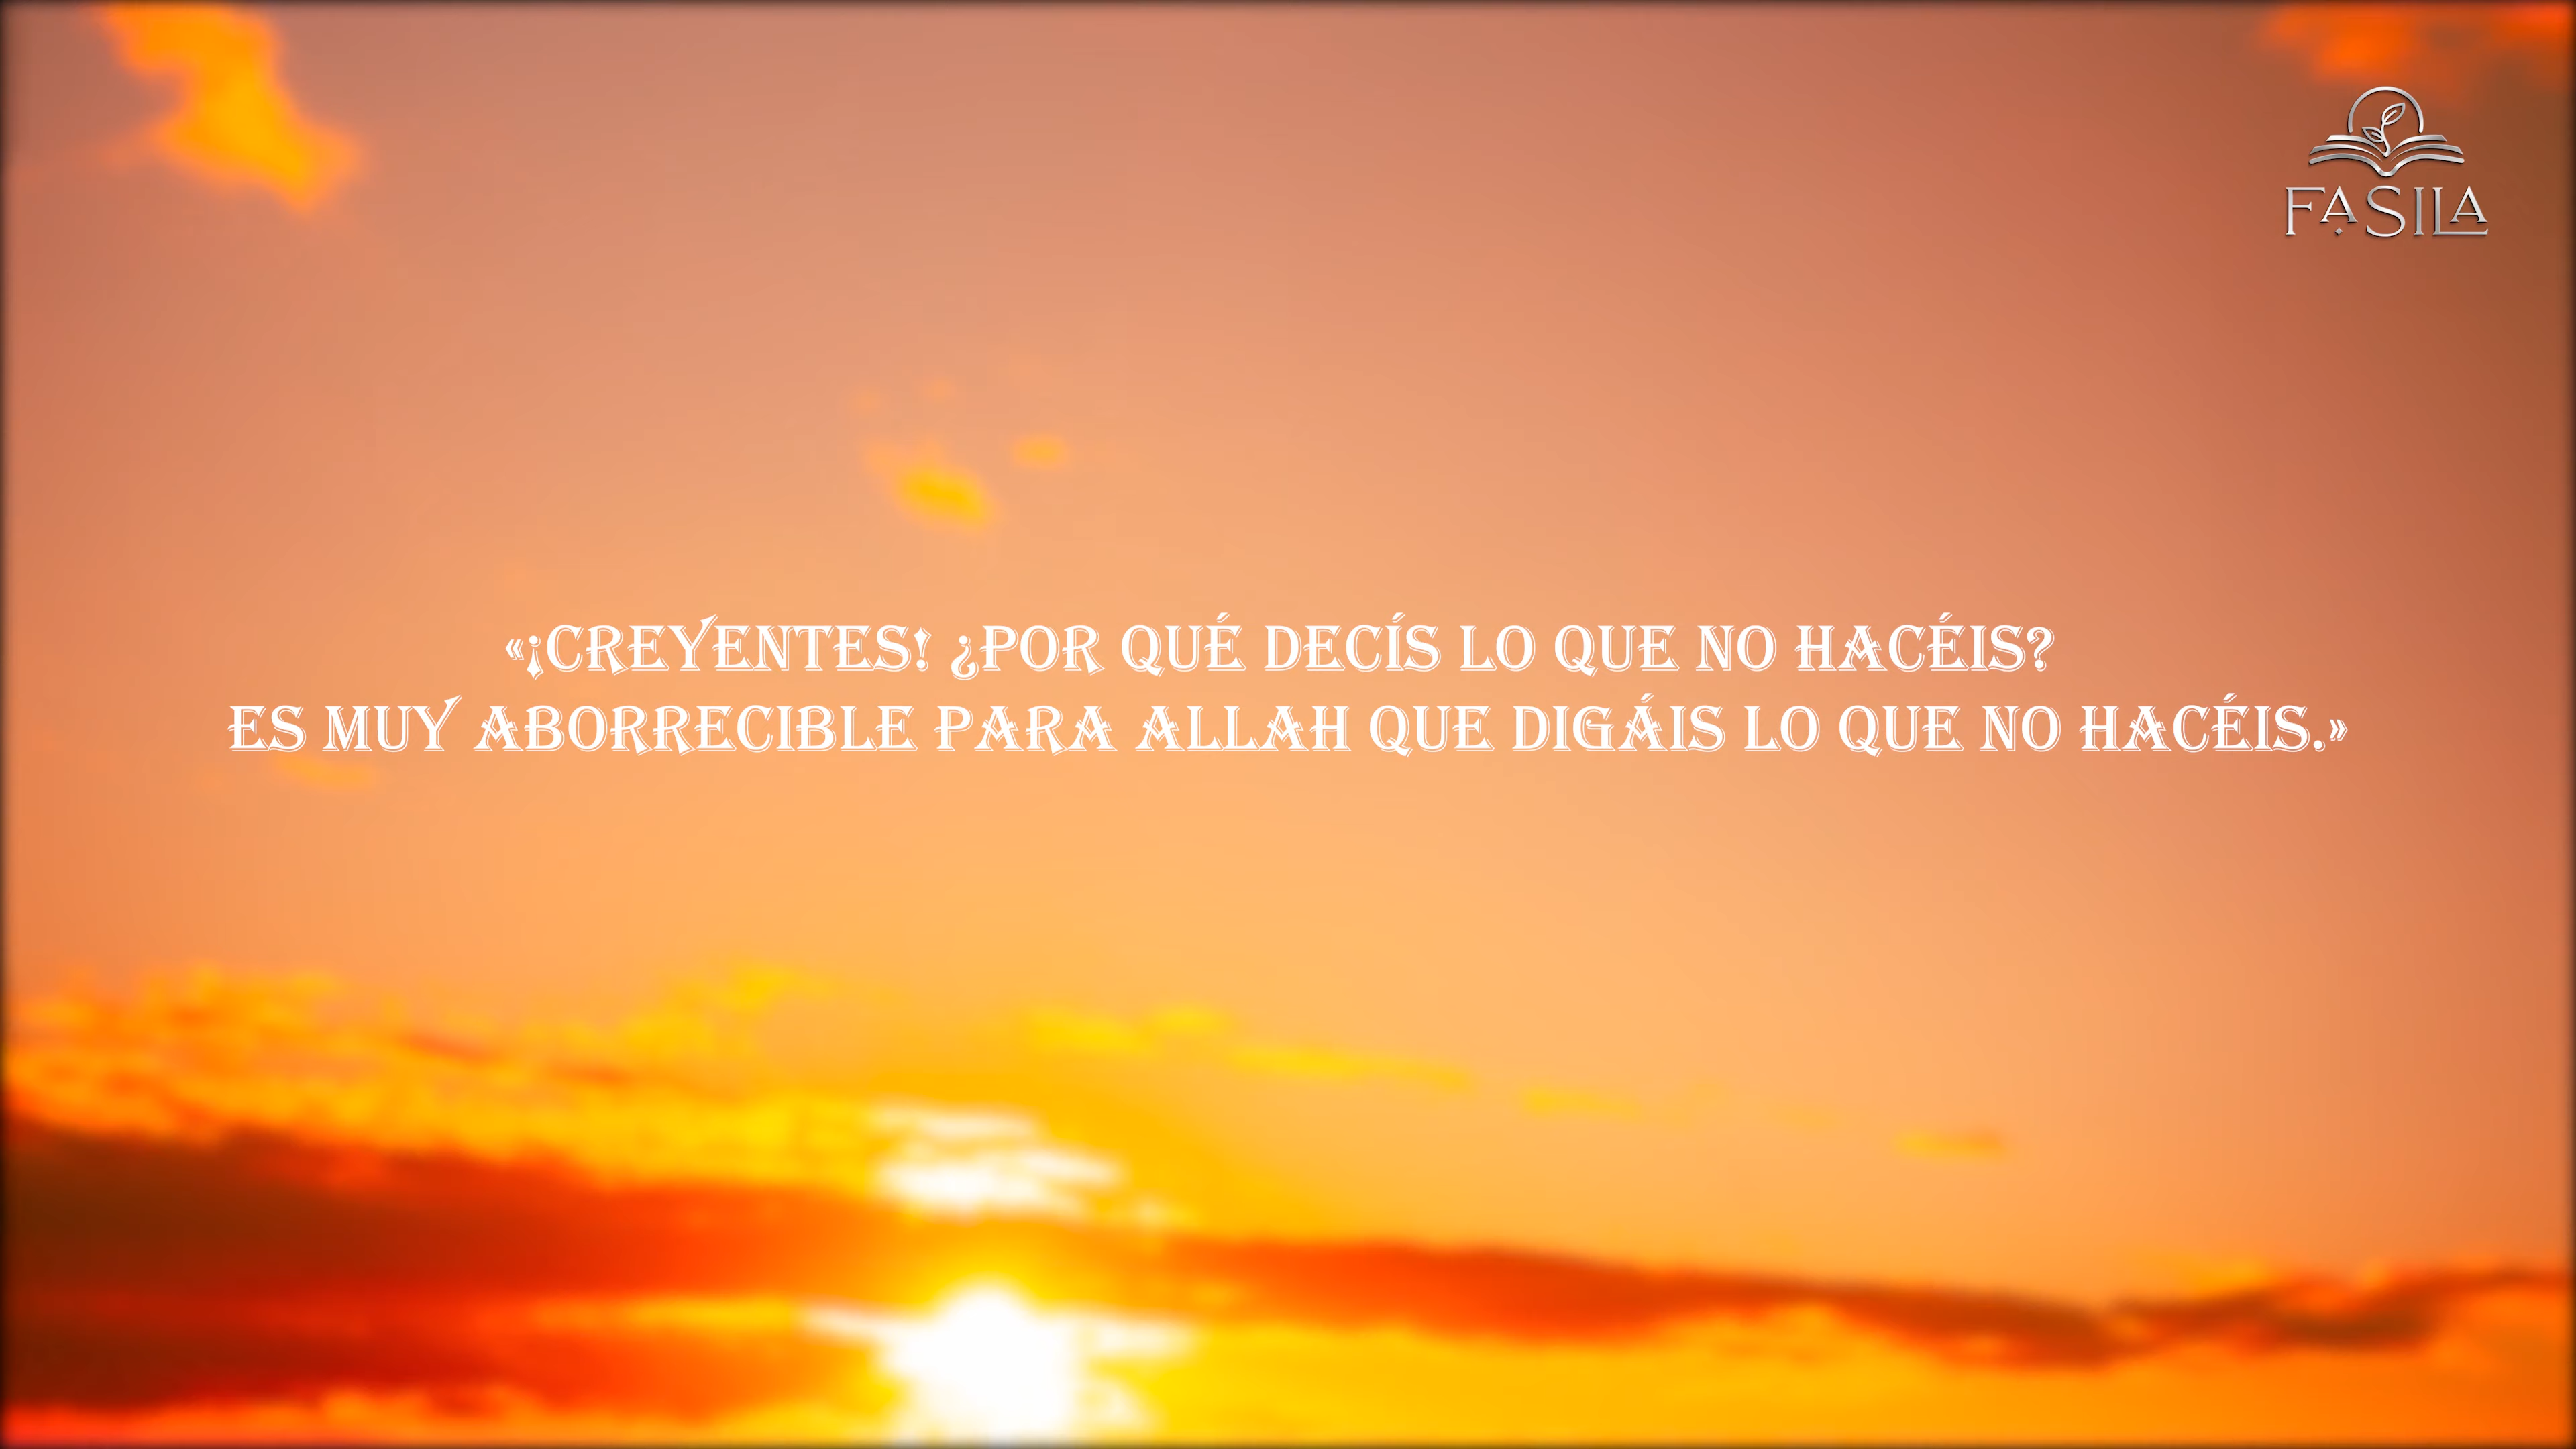 FASILA
«¡CREYENTES! ¿POR QUÉ DECÍS LO QUE NO HACÉIS?
ES MUY ABORRECIBLE PARA ALLAH QUE DIGÁIS LO QUE NO HACÉIS.»